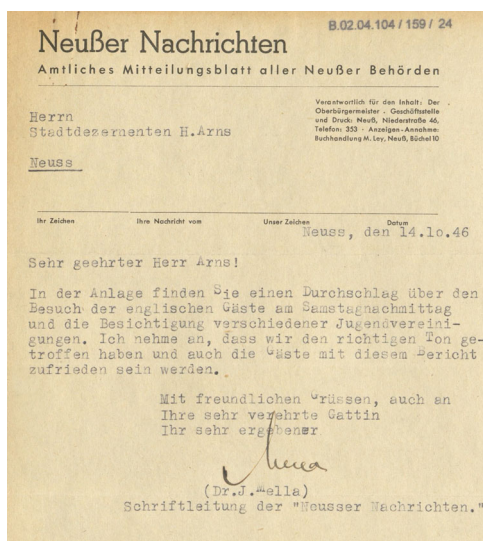 B.02.04.104 / 159 / 24
Neußer Nachrichten
Amtliches Mitteilungsblatt aller Neußer Behörden
Verantwortlich für den Inhalt: Der
Oberbürgermeister · Geschäftsstelle
und Druck: Neuß, Niederstraße 46,
Telefon: 353 · Anzeigen-Annahme:
Buchhandlung M. Ley, Neuß, Büchel 10
Herrn
Stadtdezernenten H.Arns
Neuss
Ihr Zeichen Ihre Nachricht vom Unser Zeichen Datum
Neuss, den 14.10.46
Sehr geehrter Herr Arns!
In der Anlage finden Sie einen Durchschlag über den
Besuch der englischen Gäste am Samstagnachmittag
und die Besichtigung verschiedener Jugendvereini-
gungen. Ich nehme an, dass wir den richtigen Ton ge-
troffen haben und auch die Gäste mit diesem Bericht
zufrieden sein werden.
Mit freundlichen Grüssen, auch an
Ihre sehr verehrte Gattin
Ihr sehr ergebener
(Dr.J.Mella)
Schriftleitung der "Neusser Nachrichten."